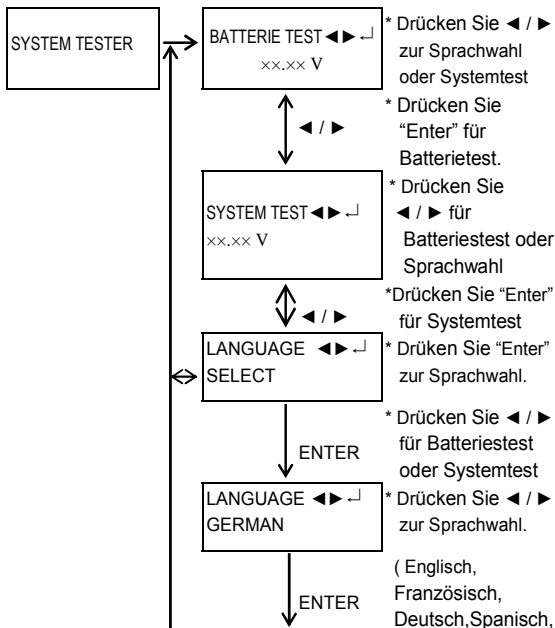 SYSTEM TESTER
BATTERIE TEST◄►↵
××.×× V
* Drücken Sie ◄ / ►
zur Sprachwahl
oder Systemtest
◄ / ►
* Drücken Sie
“Enter” für
Batterietest.
SYSTEM TEST◄►↵
××.×× V
* Drücken Sie
◄ / ► für
Batteriestest oder
Sprachwahl
◄ / ►
*Drücken Sie “Enter”
für Systemtest
LANGUAGE ◄►↵
SELECT
* Drüken Sie “Enter”
zur Sprachwahl.
ENTER
* Drücken Sie ◄ / ►
für Batteriestest
oder Systemtest
LANGUAGE ◄►↵
GERMAN
* Drücken Sie ◄ / ►
zur Sprachwahl.
ENTER
( Englisch,
Französisch,
Deutsch,Spanisch,